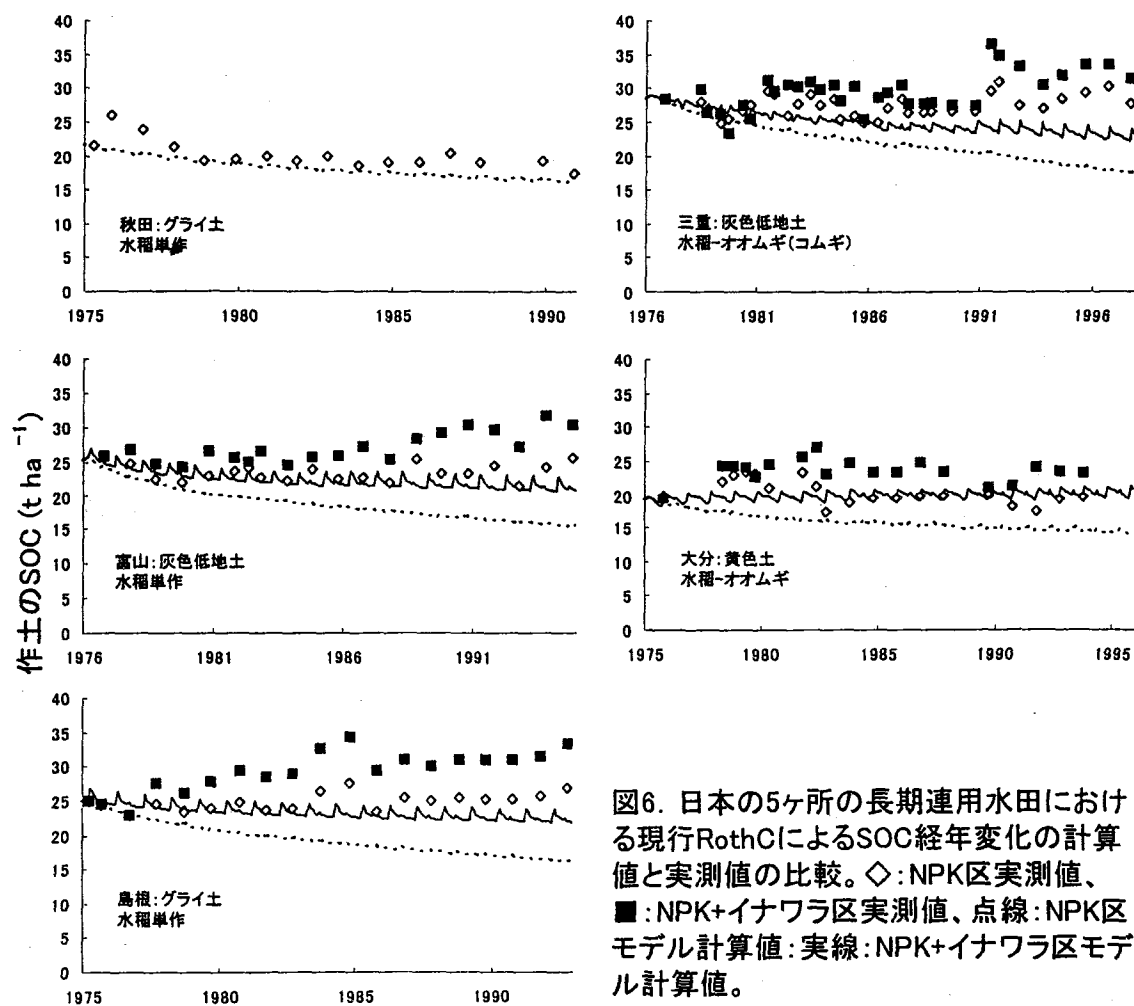 作土のSOC (t ha⁻¹)
40
35
30
25
20
15
10
5
0
秋田:グライ土
水稲単作
1975 1980 1985 1990
40
35
30
25
20
15
10
5
0
三重:灰色低地土
水稲-オオムギ(コムギ)
1976 1981 1986 1991 1996
40
35
30
25
20
15
10
5
0
富山:灰色低地土
水稲単作
1976 1981 1986 1991
40
35
30
25
20
15
10
5
0
大分:黄色土
水稲-オオムギ
1975 1980 1985 1990 1995
40
35
30
25
20
15
10
5
0
島根:グライ土
水稲単作
1975 1980 1985 1990
図6. 日本の5ヶ所の長期連用水田におけ
る現行RothCによるSOC経年変化の計算
値と実測値の比較。◇:NPK区実測値、
■:NPK+イナワラ区実測値、点線:NPK区
モデル計算値:実線:NPK+イナワラ区モデ
ル計算値。